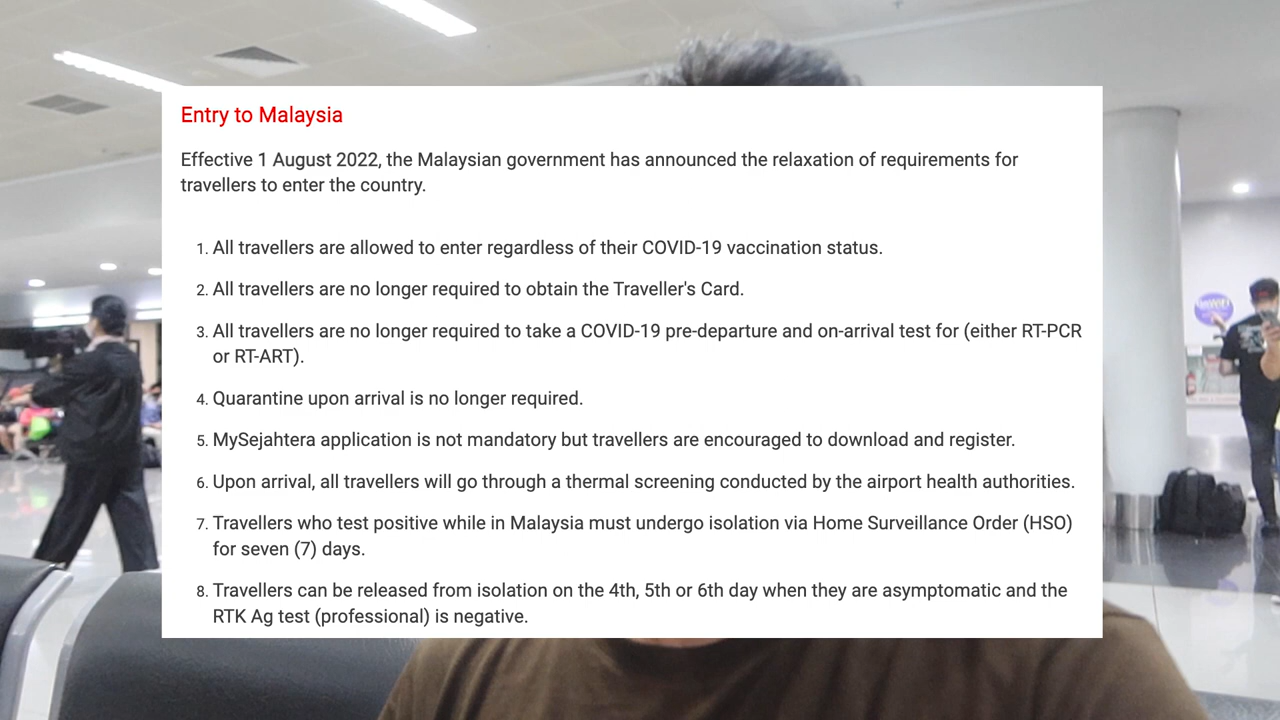 Entry to Malaysia
Effective 1 August 2022, the Malaysian government has announced the relaxation of requirements for
travellers to enter the country.
1. All travellers are allowed to enter regardless of their COVID-19 vaccination status.
2. All travellers are no longer required to obtain the Traveller's Card.
3. All travellers are no longer required to take a COVID-19 pre-departure and on-arrival test for (either RT-PCR
or RT-ART).
4. Quarantine upon arrival is no longer required.
5. MySejahtera application is not mandatory but travellers are encouraged to download and register.
6. Upon arrival, all travellers will go through a thermal screening conducted by the airport health authorities.
7. Travellers who test positive while in Malaysia must undergo isolation via Home Surveillance Order (HSO)
for seven (7) days.
8. Travellers can be released from isolation on the 4th, 5th or 6th day when they are asymptomatic and the
RTK Ag test (professional) is negative.